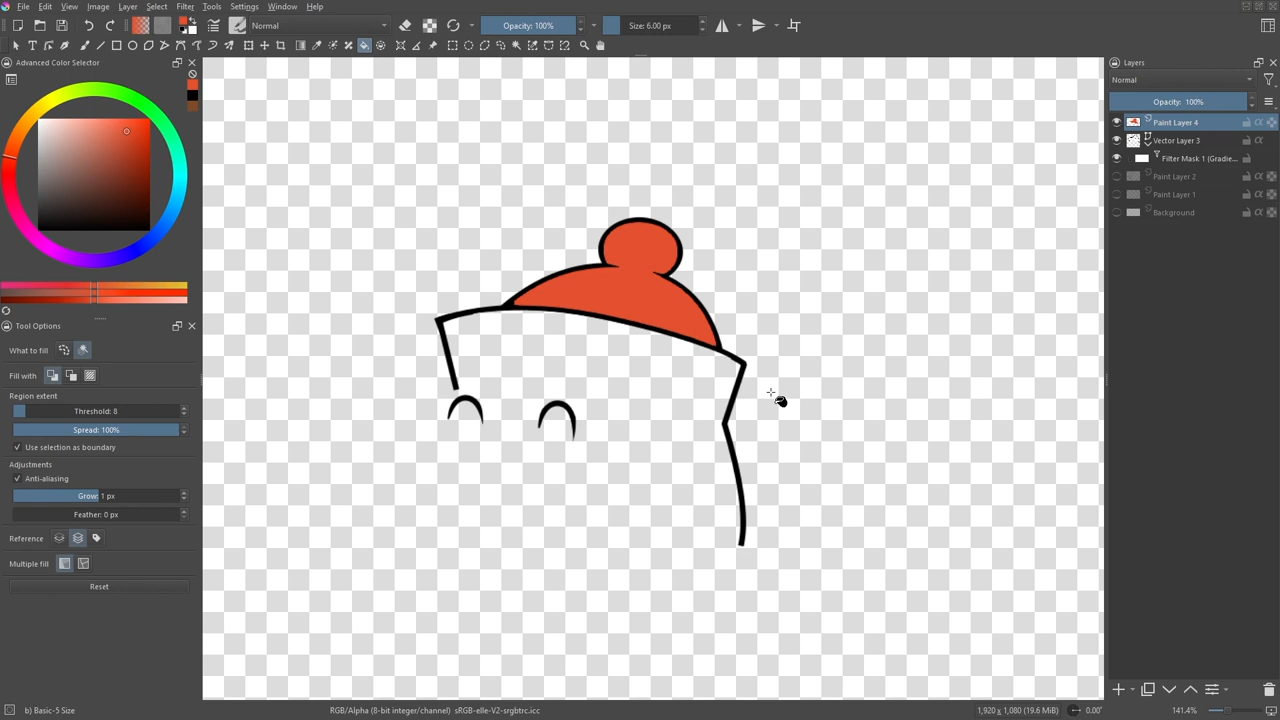 File Edit View Image Layer Select Filter Tools Settings Window Help
Normal
Opacity: 100%
Size: 6.00 px
Advanced Color Selector
Tool Options
What to fill
Fill with
Region extent
Threshold: 8
Spread: 100%
Use selection as boundary
Adjustments
Anti-aliasing
Grow: 1 px
Feather: 0 px
Reference
Multiple fill
Reset
Layers
Normal
Opacity: 100%
Paint Layer 4
Vector Layer 3
Filter Mask 1 (Gradie...
Paint Layer 2
Paint Layer 1
Background
b) Basic-5 Size
RGB/Alpha (8-bit integer/channel) sRGB-elle-V2-srgbtrc.icc
1,920 x 1,080 (19.6 MiB)
0.00°
141.4%